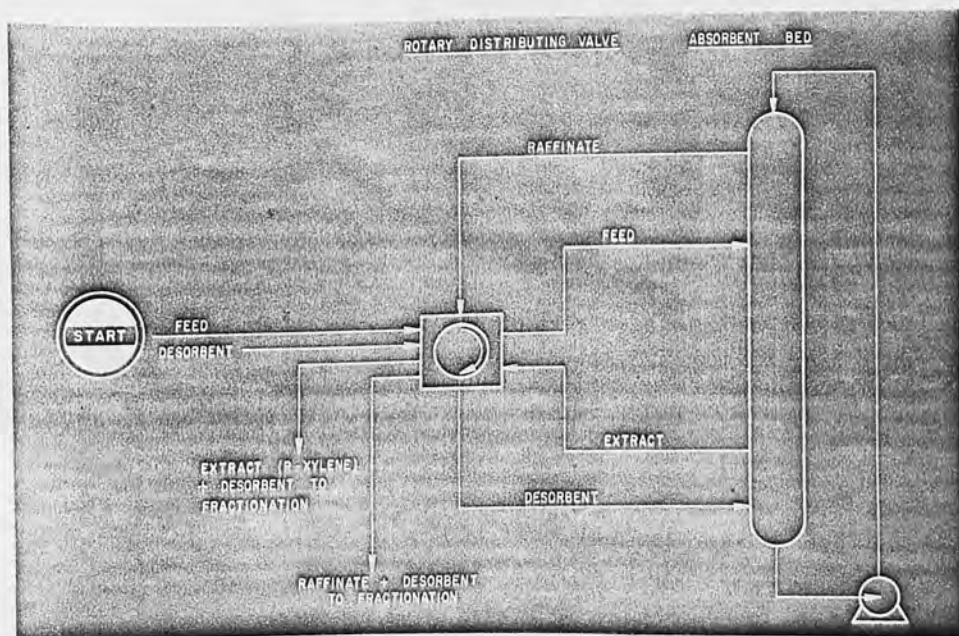 ROTARY DISTRIBUTING VALVE
ABSORBENT BED
RAFFINATE
FEED
START
FEED
DESORBENT
EXTRACT
EXTRACT (P-XYLENE)
+ DESORBENT TO
FRACTIONATION
DESORBENT
RAFFINATE + DESORBENT
TO FRACTIONATION